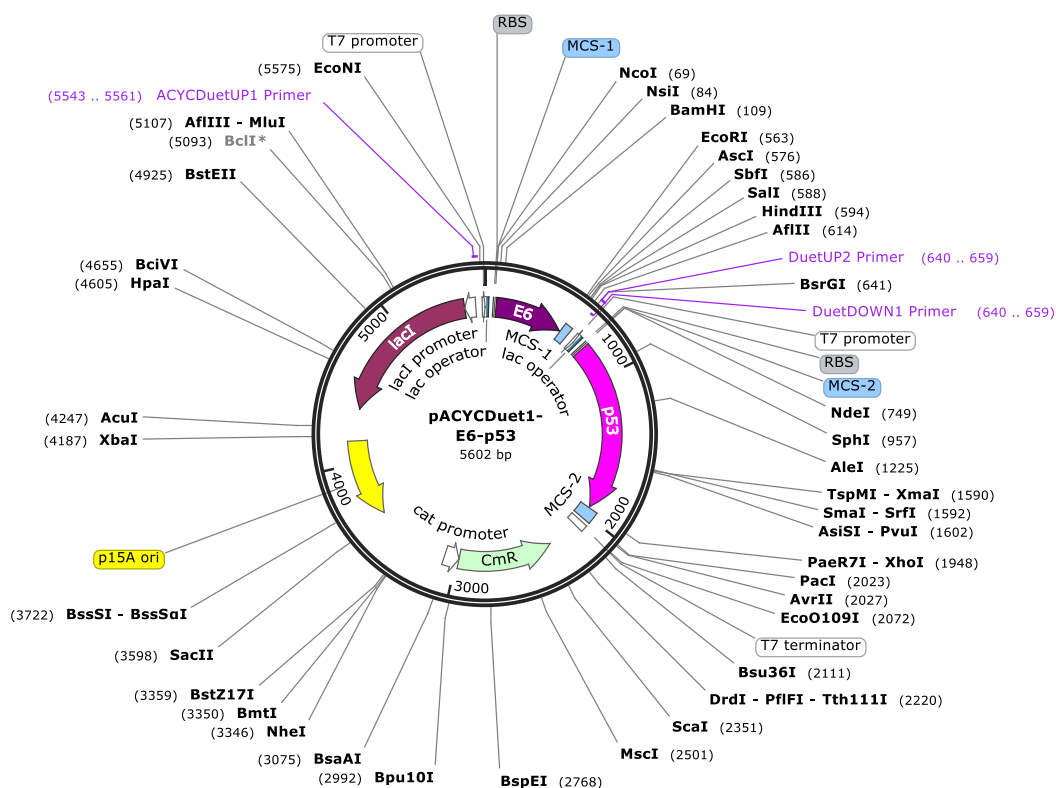 RBS
T7 promoter
MCS-1
(5575) EcoNI
NcoI (69)
(5543 .. 5561) ACYCDuetUP1 Primer
NsiI (84)
BamHI (109)
(5107) AflIII - MluI
(5093) BclI*
EcoRI (563)
AscI (576)
(4925) BstEII
SbfI (586)
SalI (588)
HindIII (594)
AflII (614)
DuetUP2 Primer (640 .. 659)
(4655) BciVI
(4605) HpaI
BsrGI (641)
DuetDOWN1 Primer (640 .. 659)
T7 promoter
RBS
MCS-2
NdeI (749)
(4247) AcuI
(4187) XbaI
SphI (957)
AleI (1225)
TspMI - XmaI (1590)
SmaI - SrfI (1592)
AsiSI - PvuI (1602)
p15A ori
PaeR7I - XhoI (1948)
PacI (2023)
AvrII (2027)
EcoO109I (2072)
(3722) BssSI - BssSαI
T7 terminator
(3598) SacII
Bsu36I (2111)
(3359) BstZ17I
DrdI - PflFI - Tth111I (2220)
(3350) BmtI
(3346) NheI
ScaI (2351)
(3075) BsaAI
MscI (2501)
(2992) Bpu10I
BspEI (2768)
5000
lacI
lacI promoter
lac operator
E6
MCS-1
lac operator
1000
p53
pACYCDuet1-
E6-p53
5602 bp
4000
MCS-2
2000
cat promoter
CmR
3000